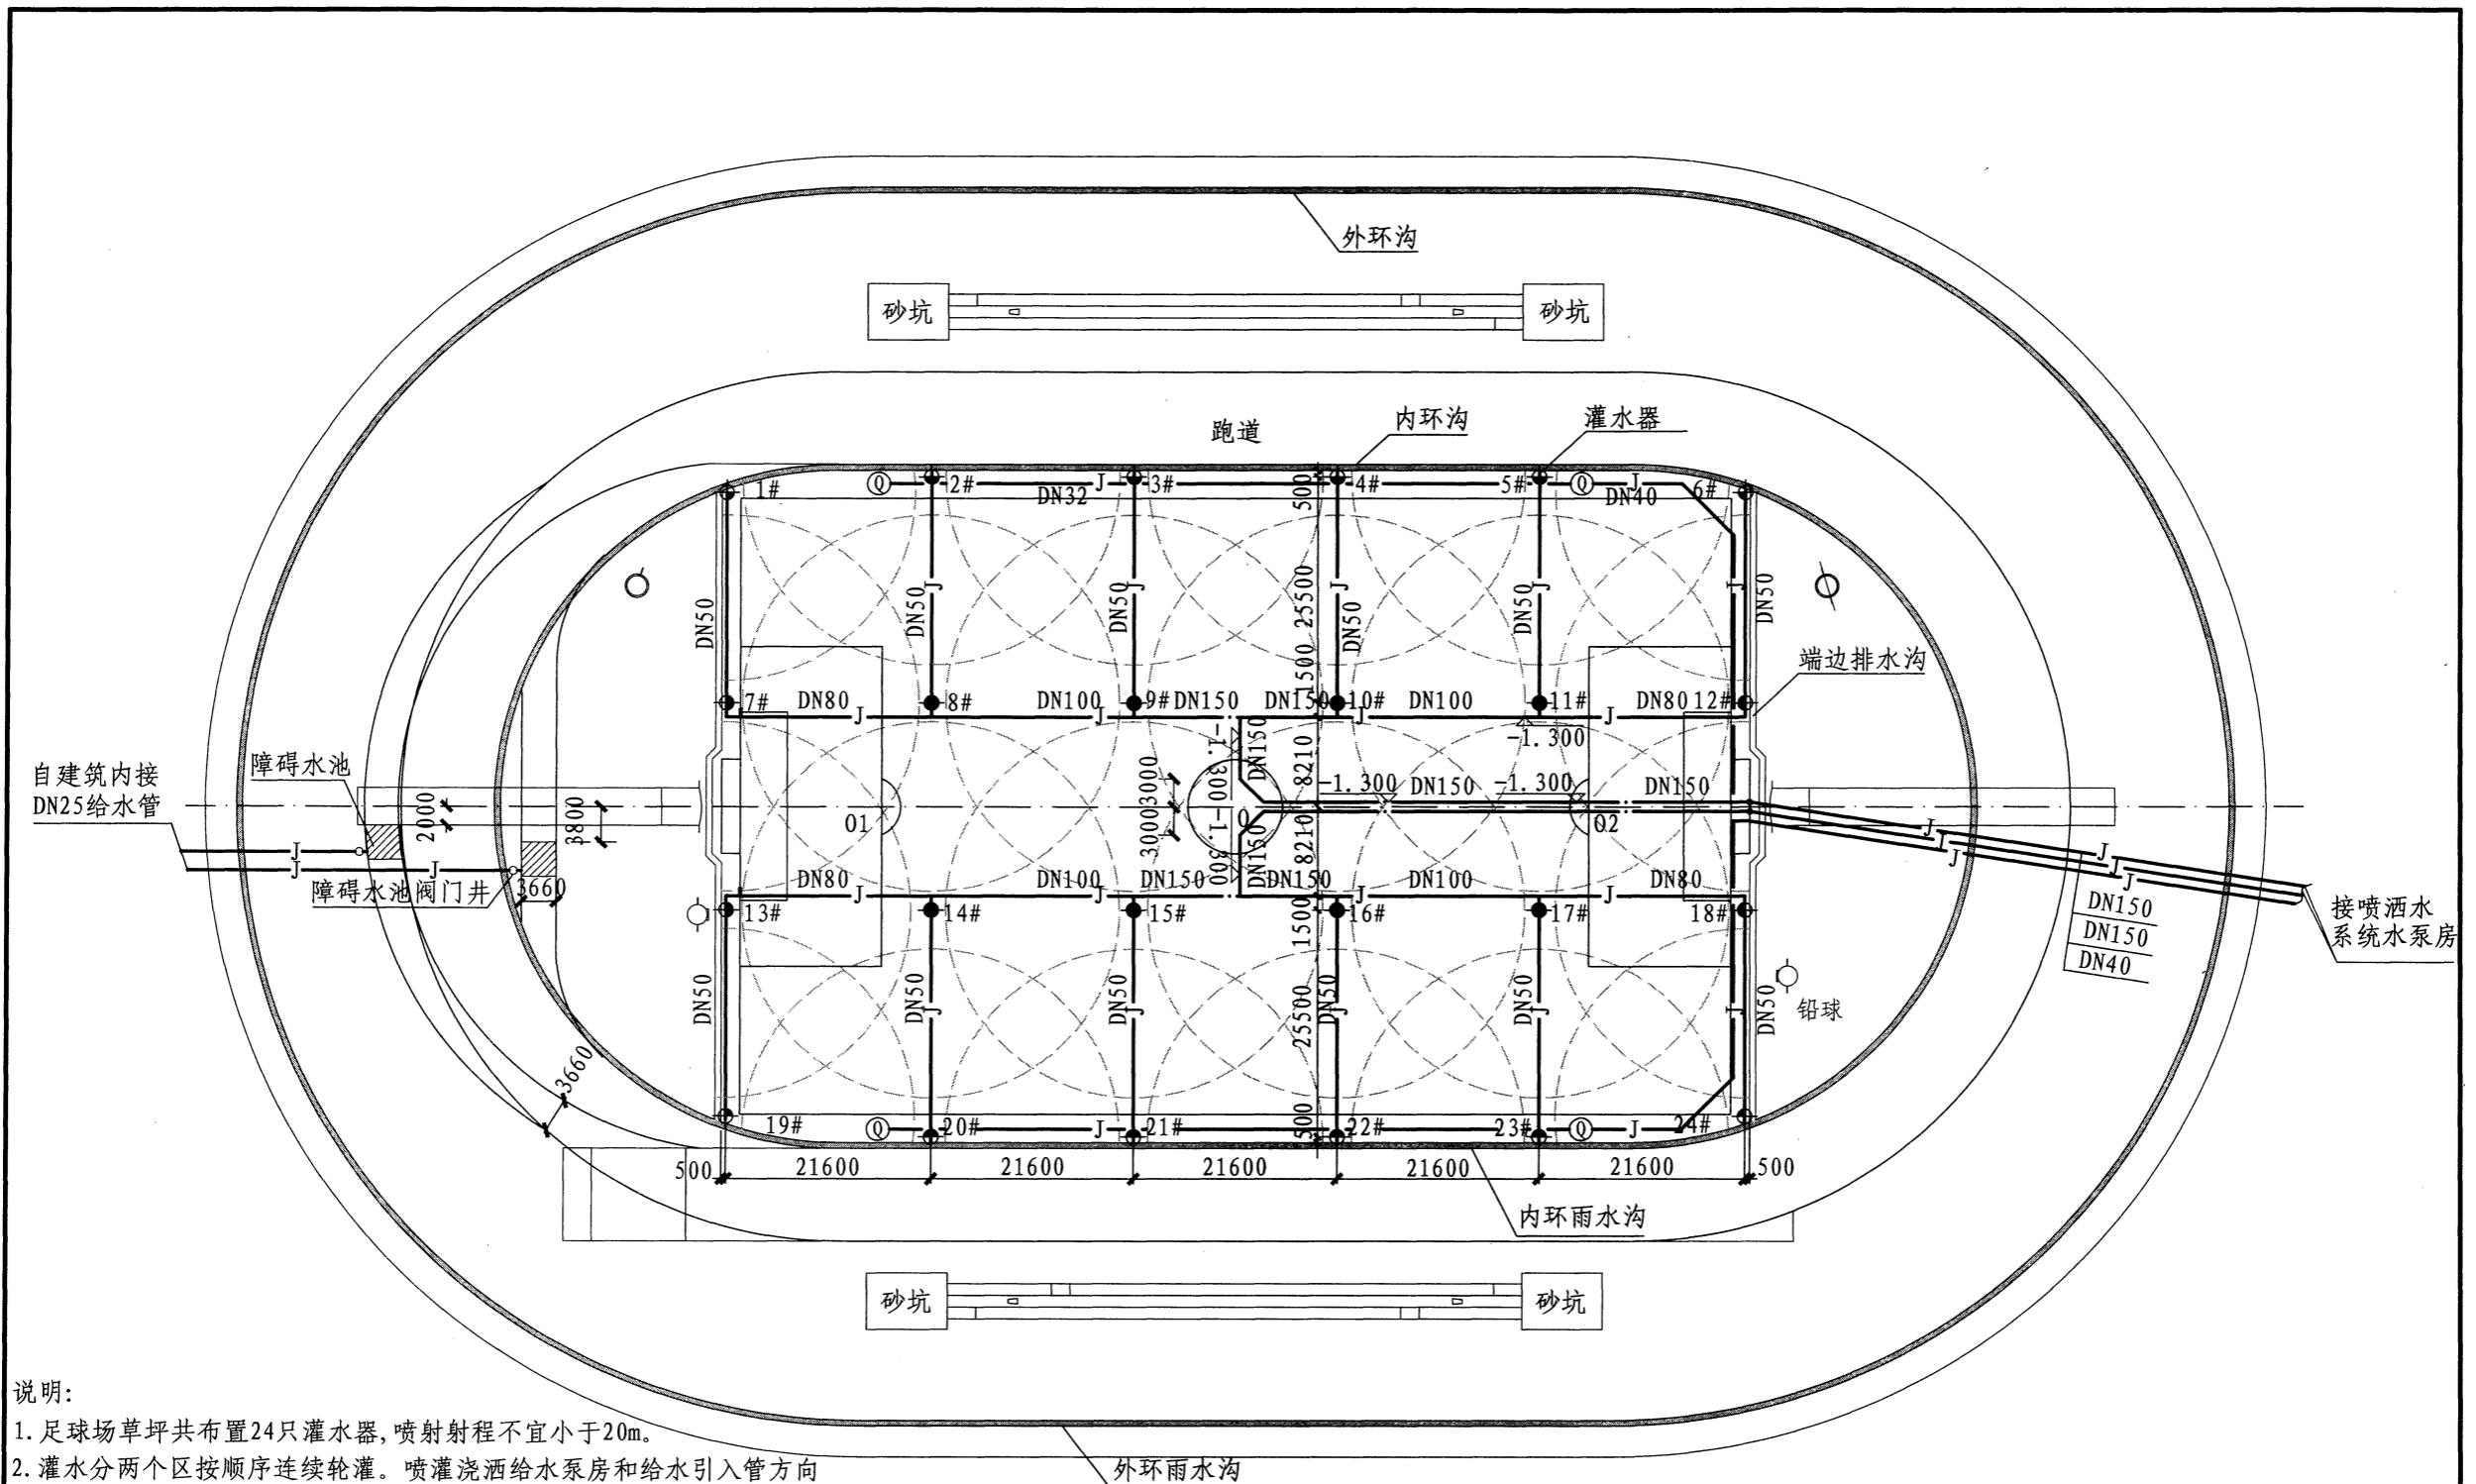 外环沟
砂坑
砂坑
跑道
内环沟
灌水器
Q
J
Q
J
1#
2#
3#
4#
5#
6#
DN32
DN40
500
J
J
J
J
J
DN50
DN50
DN50
DN50
DN50
DN50
25500
1500
端边排水沟
7#
8#
9#
10#
11#
12#
DN80
DN100
DN150
DN150
DN100
DN80
J
J
J
J
-1.300
-1.300
DN150
8210
自建筑内接
DN25给水管
障碍水池
2000
3800
3000
3000
-1.300
DN150
-1.300
DN150
01
0
02
-1.300
DN150
8210
J
J
J
障碍水池阀门井
3660
J
J
J
J
J
J
DN150
DN150
DN40
接喷洒水
系统水泵房
DN80
DN100
DN150
DN150
DN100
DN80
J
J
J
J
13#
14#
15#
16#
17#
18#
1500
25500
DN50
DN50
DN50
DN50
DN50
DN50
J
J
J
J
J
铅球
3660
19#
20#
21#
22#
23#
24#
Q
J
Q
J
500
500
21600
21600
21600
21600
21600
500
内环雨水沟
砂坑
砂坑
说明:
1.足球场草坪共布置24只灌水器,喷射射程不宜小于20m。
2.灌水分两个区按顺序连续轮灌。喷灌浇洒给水泵房和给水引入管方向
外环雨水沟